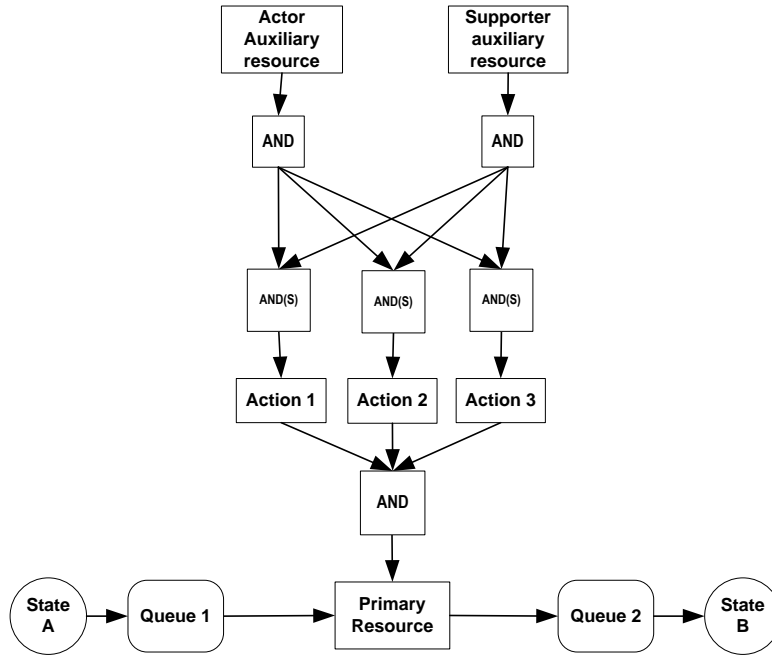 Actor
Auxiliary
resource
Supporter
auxiliary
resource
AND
AND
AND(S)
AND(S)
AND(S)
Action 1
Action 2
Action 3
AND
State
A
Queue 1
Primary
Resource
Queue 2
State
B